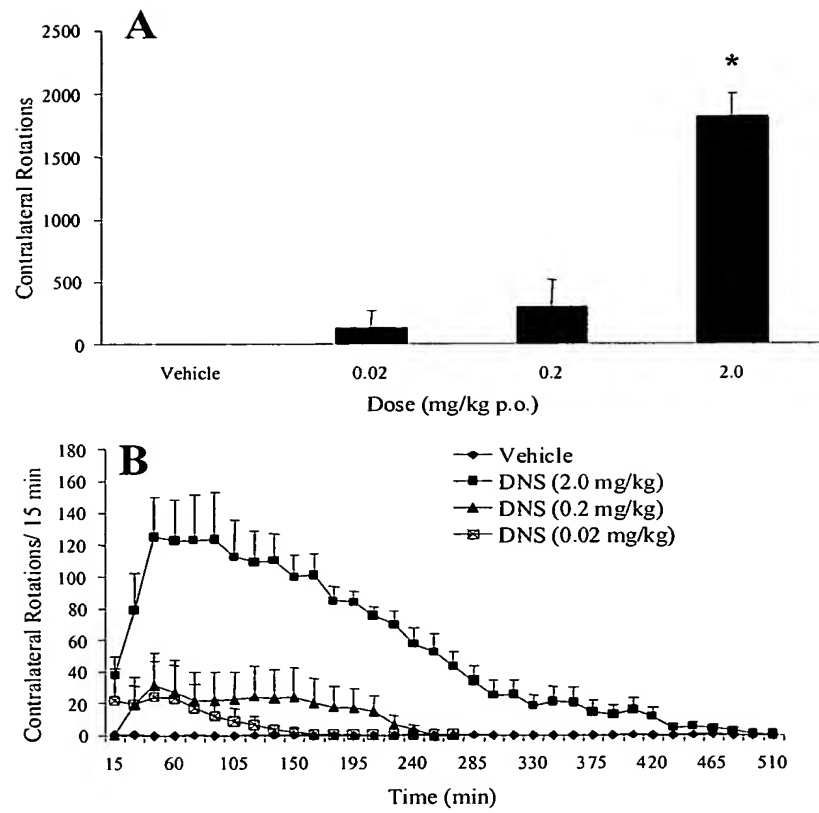 A
2500
2000
1500
1000
500
0
Contralateral Rotations
*
Vehicle 0.02 0.2 2.0
Dose (mg/kg p.o.)
B
180
160
140
120
100
80
60
40
20
0
Contralateral Rotations/ 15 min
Vehicle
DNS (2.0 mg/kg)
DNS (0.2 mg/kg)
DNS (0.02 mg/kg)
15 60 105 150 195 240 285 330 375 420 465 510
Time (min)